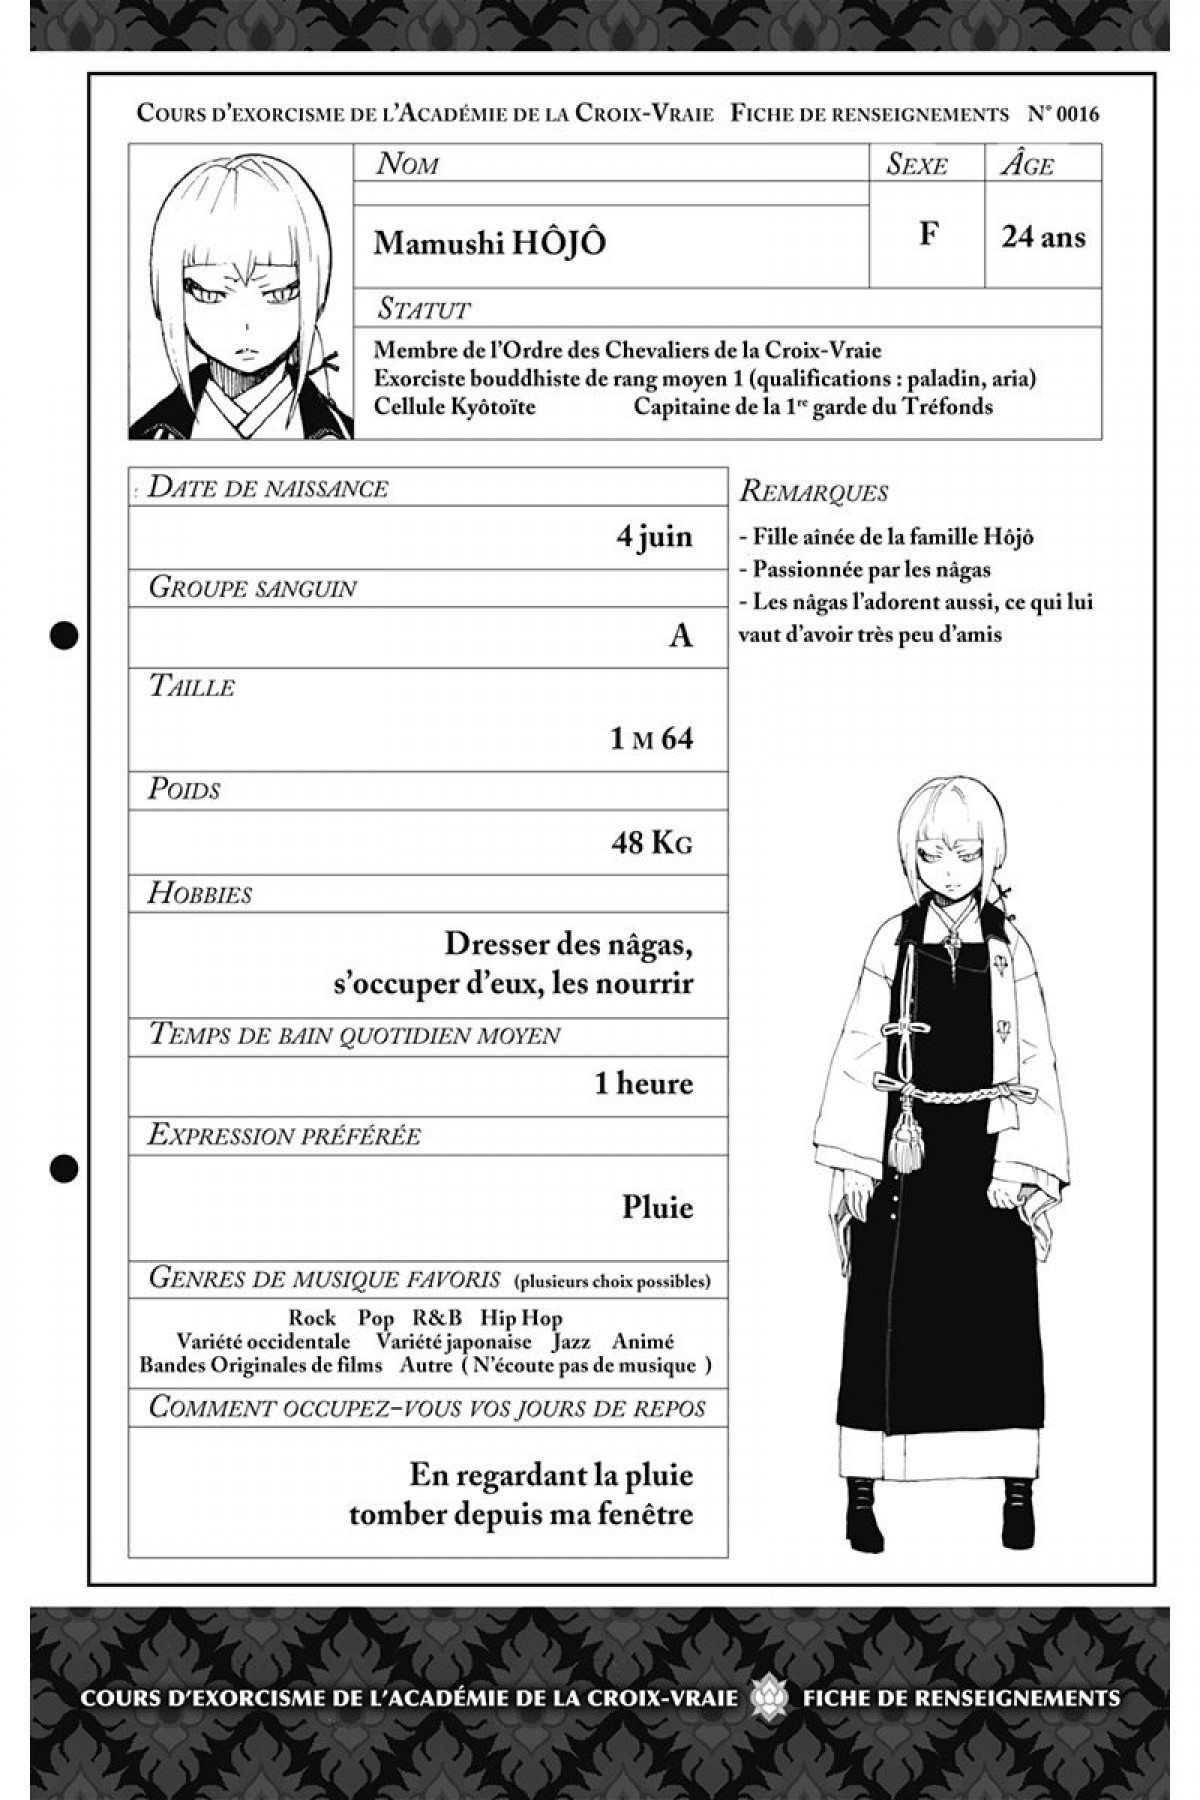 COURS D'EXORCISME DE L'ACADÉMIE DE LA CROIX-VRAIE FICHE DE RENSEIGNEMENTS N° 0016
NOM
SEXE
ÂGE
Mamushi HÔJÔ
F
24 ans
STATUT
Membre de l'Ordre des Chevaliers de la Croix-Vraie
Exorciste bouddhiste de rang moyen 1 (qualifications : paladin, aria)
Cellule Kyôtoïte Capitaine de la 1re garde du Tréfonds
DATE DE NAISSANCE
4 juin
GROUPE SANGUIN
A
TAILLE
1 M 64
POIDS
48 KG
HOBBIES
Dresser des nâgas,
s'occuper d'eux, les nourrir
TEMPS DE BAIN QUOTIDIEN MOYEN
1 heure
EXPRESSION PRÉFÉRÉE
Pluie
GENRES DE MUSIQUE FAVORIS (plusieurs choix possibles)
Rock Pop R&B Hip Hop
Variété occidentale Variété japonaise Jazz Animé
Bandes Originales de films Autre ( N'écoute pas de musique )
COMMENT OCCUPEZ-VOUS VOS JOURS DE REPOS
En regardant la pluie
tomber depuis ma fenêtre
REMARQUES
- Fille aînée de la famille Hôjô
- Passionnée par les nâgas
- Les nâgas l'adorent aussi, ce qui lui
vaut d'avoir très peu d'amis
COURS D'EXORCISME DE L'ACADÉMIE DE LA CROIX-VRAIE FICHE DE RENSEIGNEMENTS